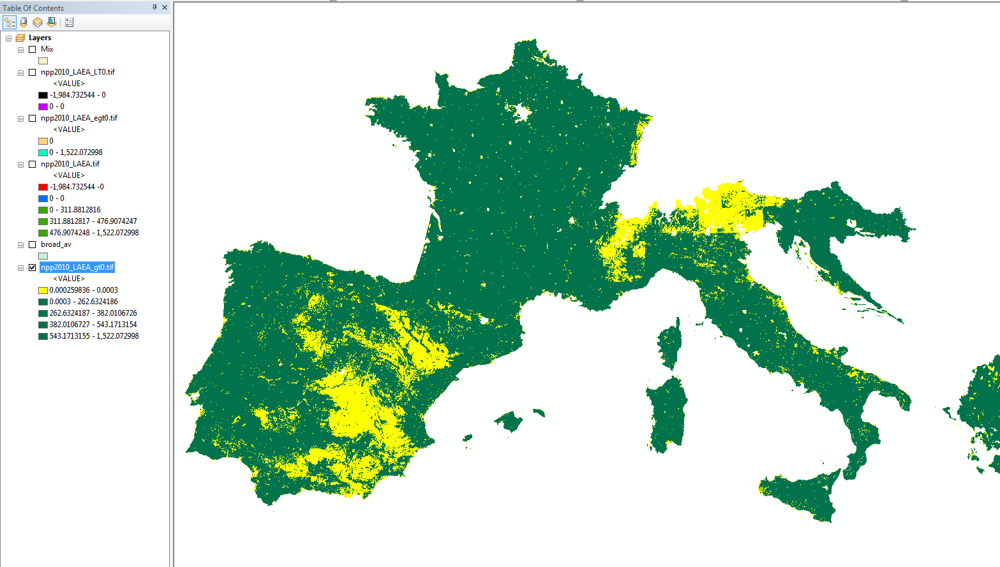 Table Of Contents
Layers
Mix
npp2010_LAEA_LT0.tif
<VALUE>
-1,984.732544 - 0
0 - 0
npp2010_LAEA_egt0.tif
<VALUE>
0
0 - 1,522.072998
npp2010_LAEA.tif
<VALUE>
-1,984.732544 -0
0 - 0
0 - 311.8812816
311.8812817 - 476.9074247
476.9074248 - 1,522.072998
broad_av
npp2010_LAEA_gt0.tif
<VALUE>
0.000259836 - 0.0003
0.0003 - 262.6324186
262.6324187 - 382.0106726
382.0106727 - 543.1713154
543.1713155 - 1,522.072998